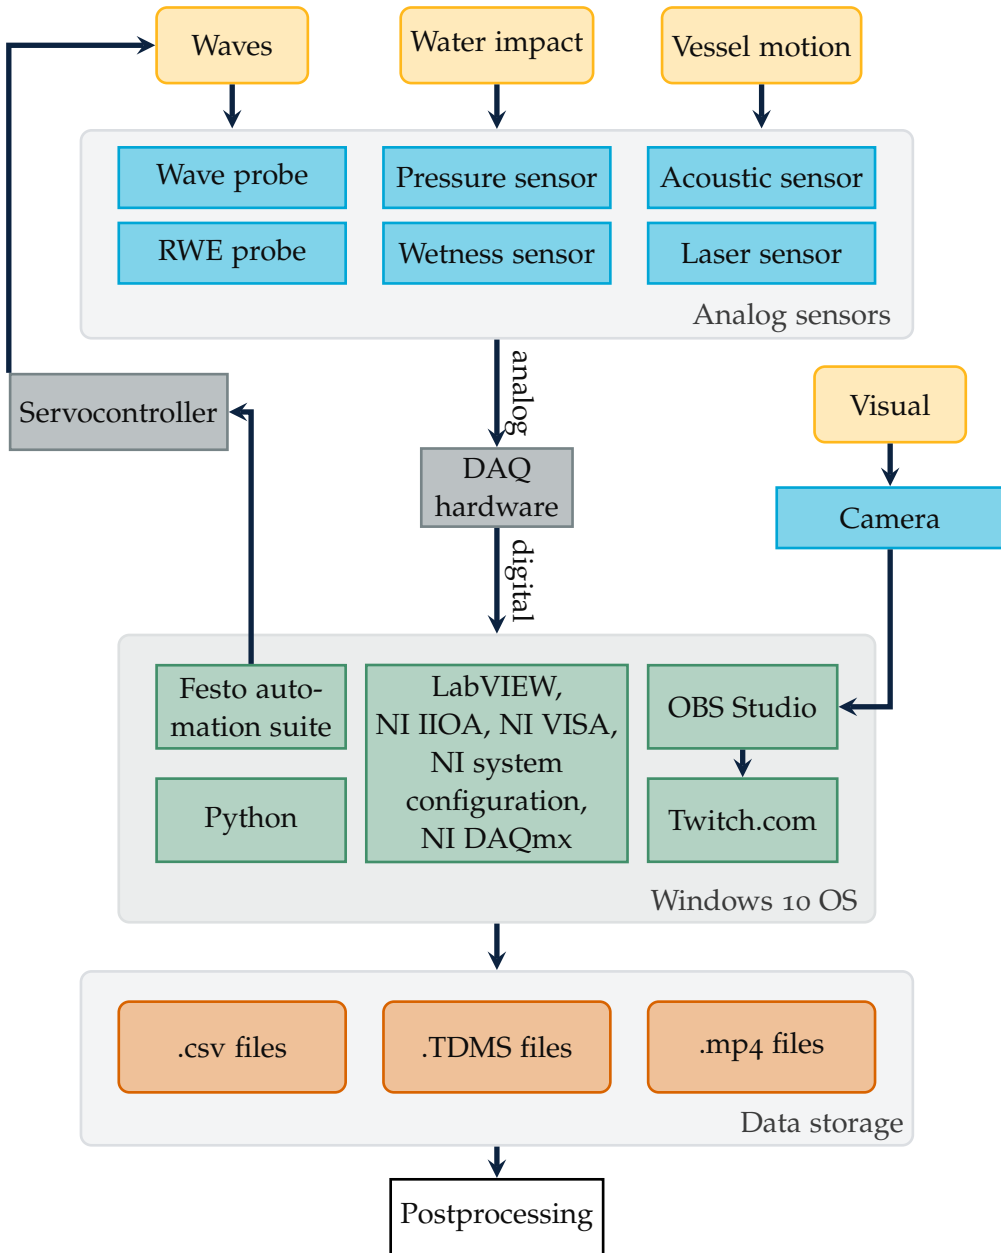 Waves
Water impact
Vessel motion
Wave probe
Pressure sensor
Acoustic sensor
RWE probe
Wetness sensor
Laser sensor
Analog sensors
analog
Servocontroller
Visual
DAQ
hardware
Camera
digital
Festo auto-
mation suite
LabVIEW,
NI IIOA, NI VISA,
NI system
configuration,
NI DAQmx
OBS Studio
Python
Twitch.com
Windows 10 OS
.csv files
.TDMS files
.mp4 files
Data storage
Postprocessing